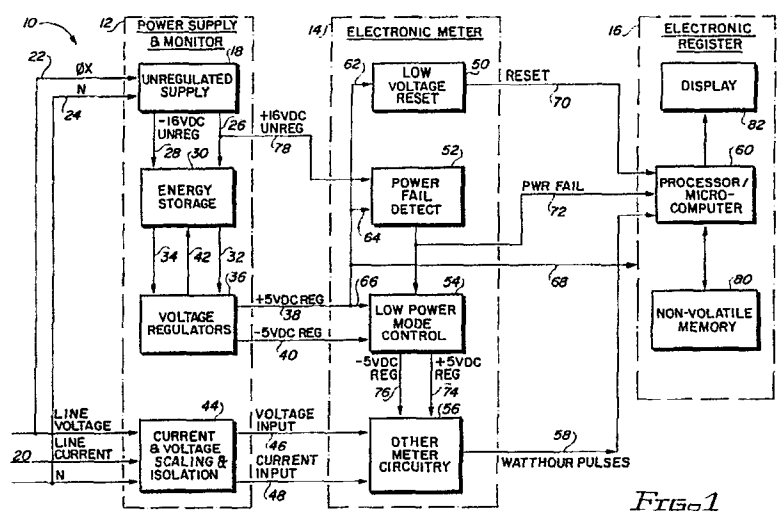 10
12
POWER SUPPLY
& MONITOR
14
ELECTRONIC METER
16
ELECTRONIC
REGISTER
22
ØX
N
24
18
UNREGULATED
SUPPLY
-16VDC
UNREG
28
26
+16VDC
UNREG
78
30
ENERGY
STORAGE
34
42
32
36
VOLTAGE
REGULATORS
+5VDC REG
38
-5VDC REG
40
62
50
LOW
VOLTAGE
RESET
RESET
70
52
POWER
FAIL
DETECT
64
PWR FAIL
72
68
66
54
LOW POWER
MODE
CONTROL
-5VDC
REG
76
+5VDC
REG
74
56
OTHER
METER
CIRCUITRY
58
WATTHOUR PULSES
DISPLAY
82
60
PROCESSOR/
MICRO-
COMPUTER
80
NON-VOLATILE
MEMORY
LINE
VOLTAGE
20
LINE
CURRENT
N
44
CURRENT
& VOLTAGE
SCALING &
ISOLATION
VOLTAGE
INPUT
46
CURRENT
INPUT
48
FIG. 1